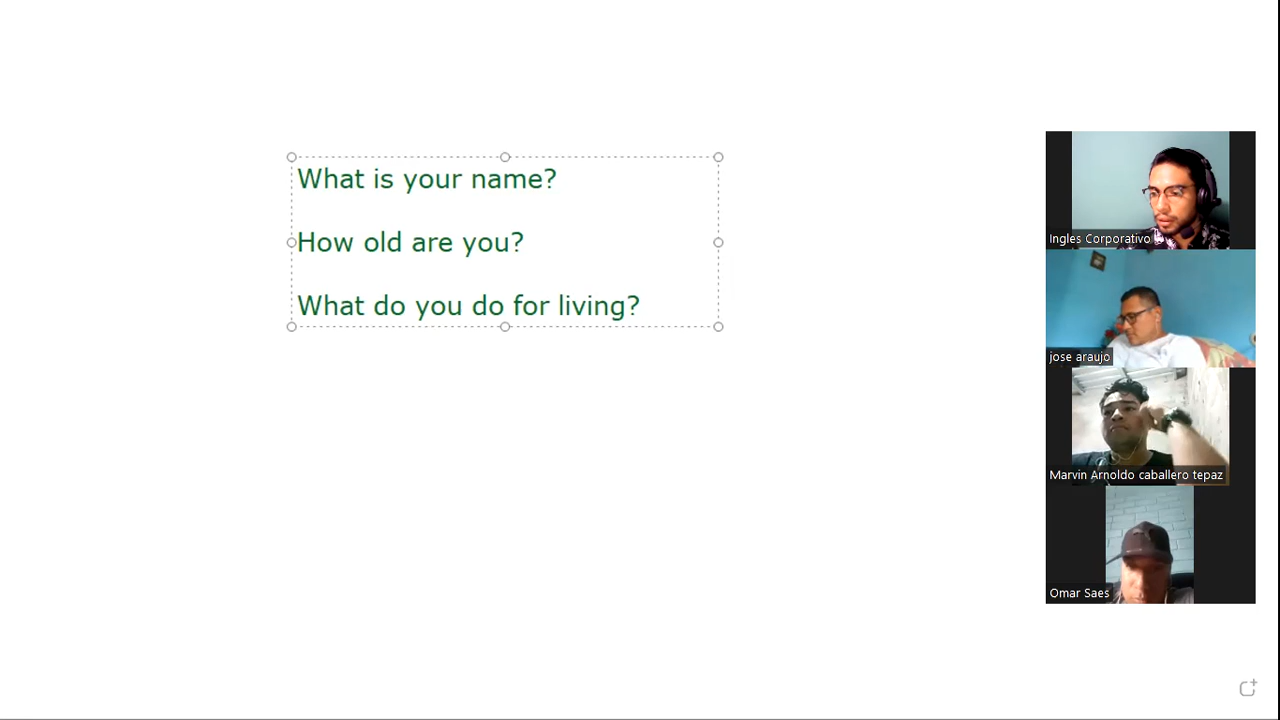 What is your name?
How old are you?
What do you do for living?
Ingles Corporativo
jose araujo
Marvin Arnoldo caballero tepaz
Omar Saes